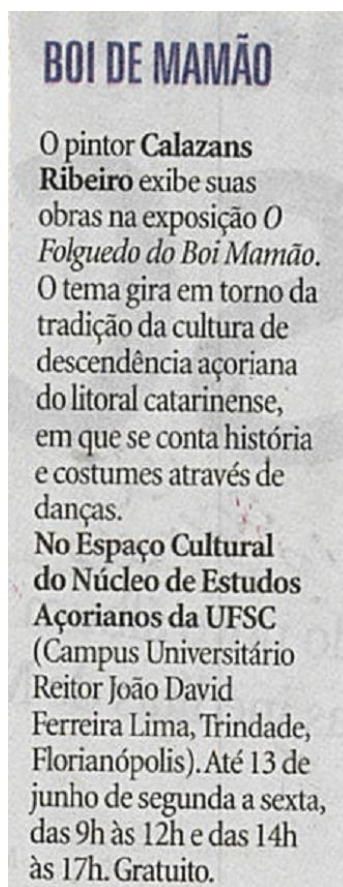 BOI DE MAMÃO
O pintor Calazans
Ribeiro exibe suas
obras na exposição O
Folguedo do Boi Mamão.
O tema gira em torno da
tradição da cultura de
descendência açoriana
do litoral catarinense,
em que se conta história
e costumes através de
danças.
No Espaço Cultural
do Núcleo de Estudos
Açorianos da UFSC
(Campus Universitário
Reitor João David
Ferreira Lima, Trindade,
Florianópolis). Até 13 de
junho de segunda a sexta,
das 9h às 12h e das 14h
às 17h. Gratuito.